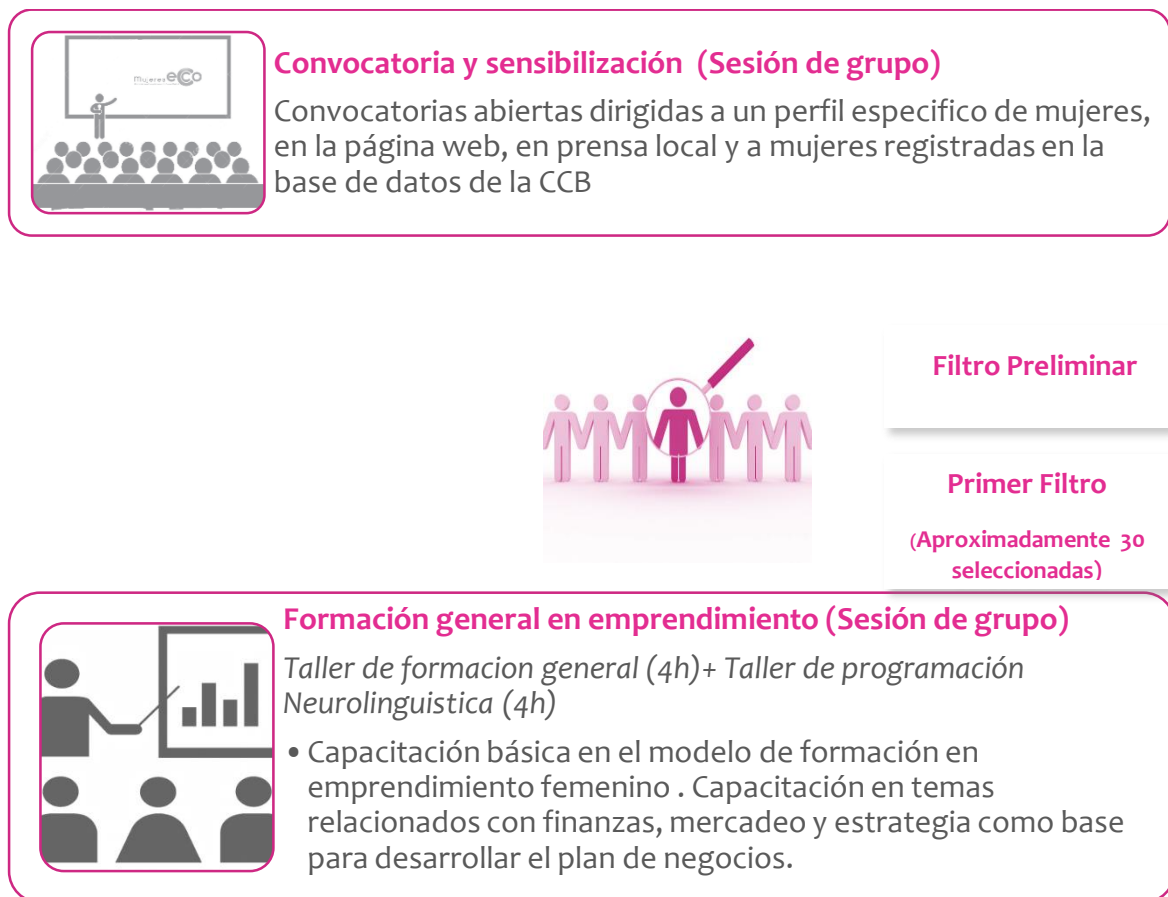 Mujeres eCCo
Convocatoria y sensibilización (Sesión de grupo)
Convocatorias abiertas dirigidas a un perfil especifico de mujeres,
en la página web, en prensa local y a mujeres registradas en la
base de datos de la CCB
Filtro Preliminar
Primer Filtro
(Aproximadamente 30
seleccionadas)
Formación general en emprendimiento (Sesión de grupo)
Taller de formacion general (4h)+ Taller de programación
Neurolinguistica (4h)
• Capacitación básica en el modelo de formación en
emprendimiento femenino . Capacitación en temas
relacionados con finanzas, mercadeo y estrategia como base
para desarrollar el plan de negocios.